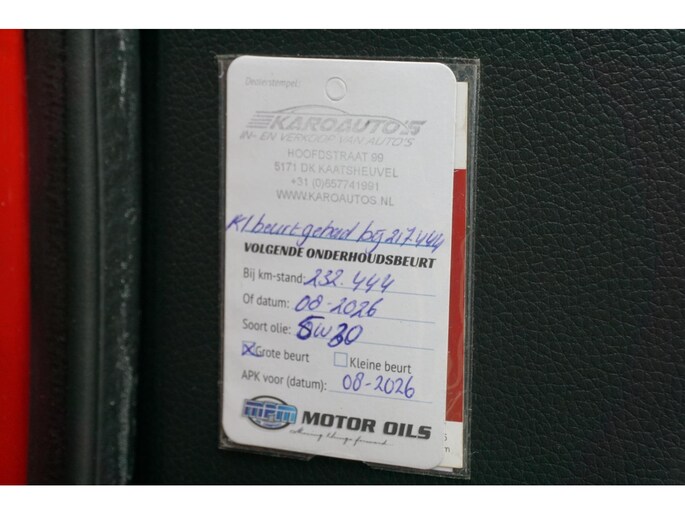 Dealerstempel:
KAROAUTO'S
IN- EN VERKOOP VAN AUTO'S
HOOFDSTRAAT 99
5171 DK KAATSHEUVEL
+31 (0)657741991
WWW.KAROAUTOS.NL
Kl beurt gehad bij 217.444
VOLGENDE ONDERHOUDSBEURT
Bij km-stand: 232.444
Of datum: 08-2026
Soort olie: 5W30
Grote beurt Kleine beurt
APK voor (datum): 08-2026
MPM MOTOR OILS